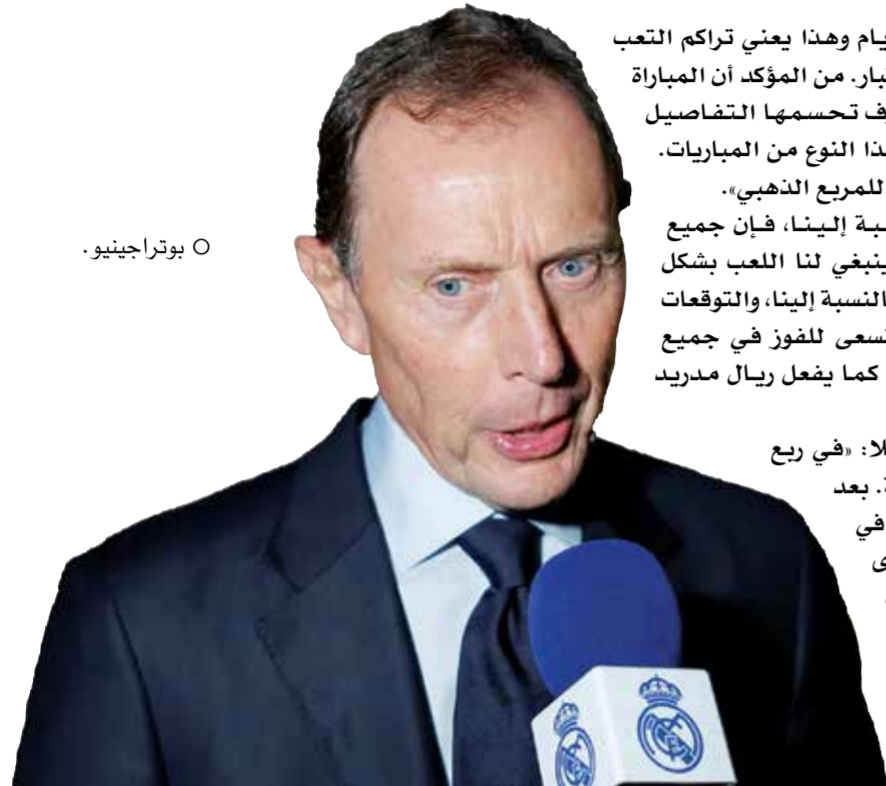 يام وهذا يعني تراكم التعب
تبار. من المؤكد أن المباراة
ف تحسمها التفاصيل
ذا النوع من المباريات.
للمربع الذهبي».
ـبة إلينا، فإن جميع
ينبغي لنا اللعب بشكل
النسبة إلينا، والتوقعات
نسعى للفوز في جميع
كما يفعل ريال مدريد
لا: «في ربع
ة. بعد
في
ى
○ بوتراجينيو.